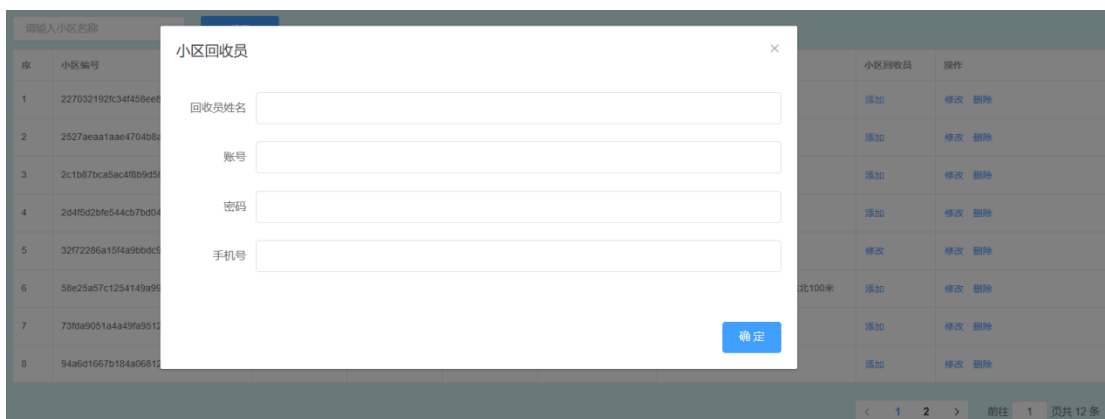 请输入小区名称
小区回收员 ×
序 小区编号 小区回收员 操作
回收员姓名
1 227032192fc34f458ee8 添加 修改 删除
2 2527aeaa1aae4704b8a 添加 修改 删除
账号
3 2c1b87bca5ac4f8b9d58 添加 修改 删除
密码
4 2d4f5d2bfe544cb7bd04 添加 修改 删除
手机号
5 32f72286a15f4a9bbdc9 修改 修改 删除
6 58e25a57c1254149a99 北100米 添加 修改 删除
7 73fda9051a4a49fa9512 添加 修改 删除
确定
8 94a6d1667b184a06812 添加 修改 删除
< 1 2 > 前往 1 页共 12 条